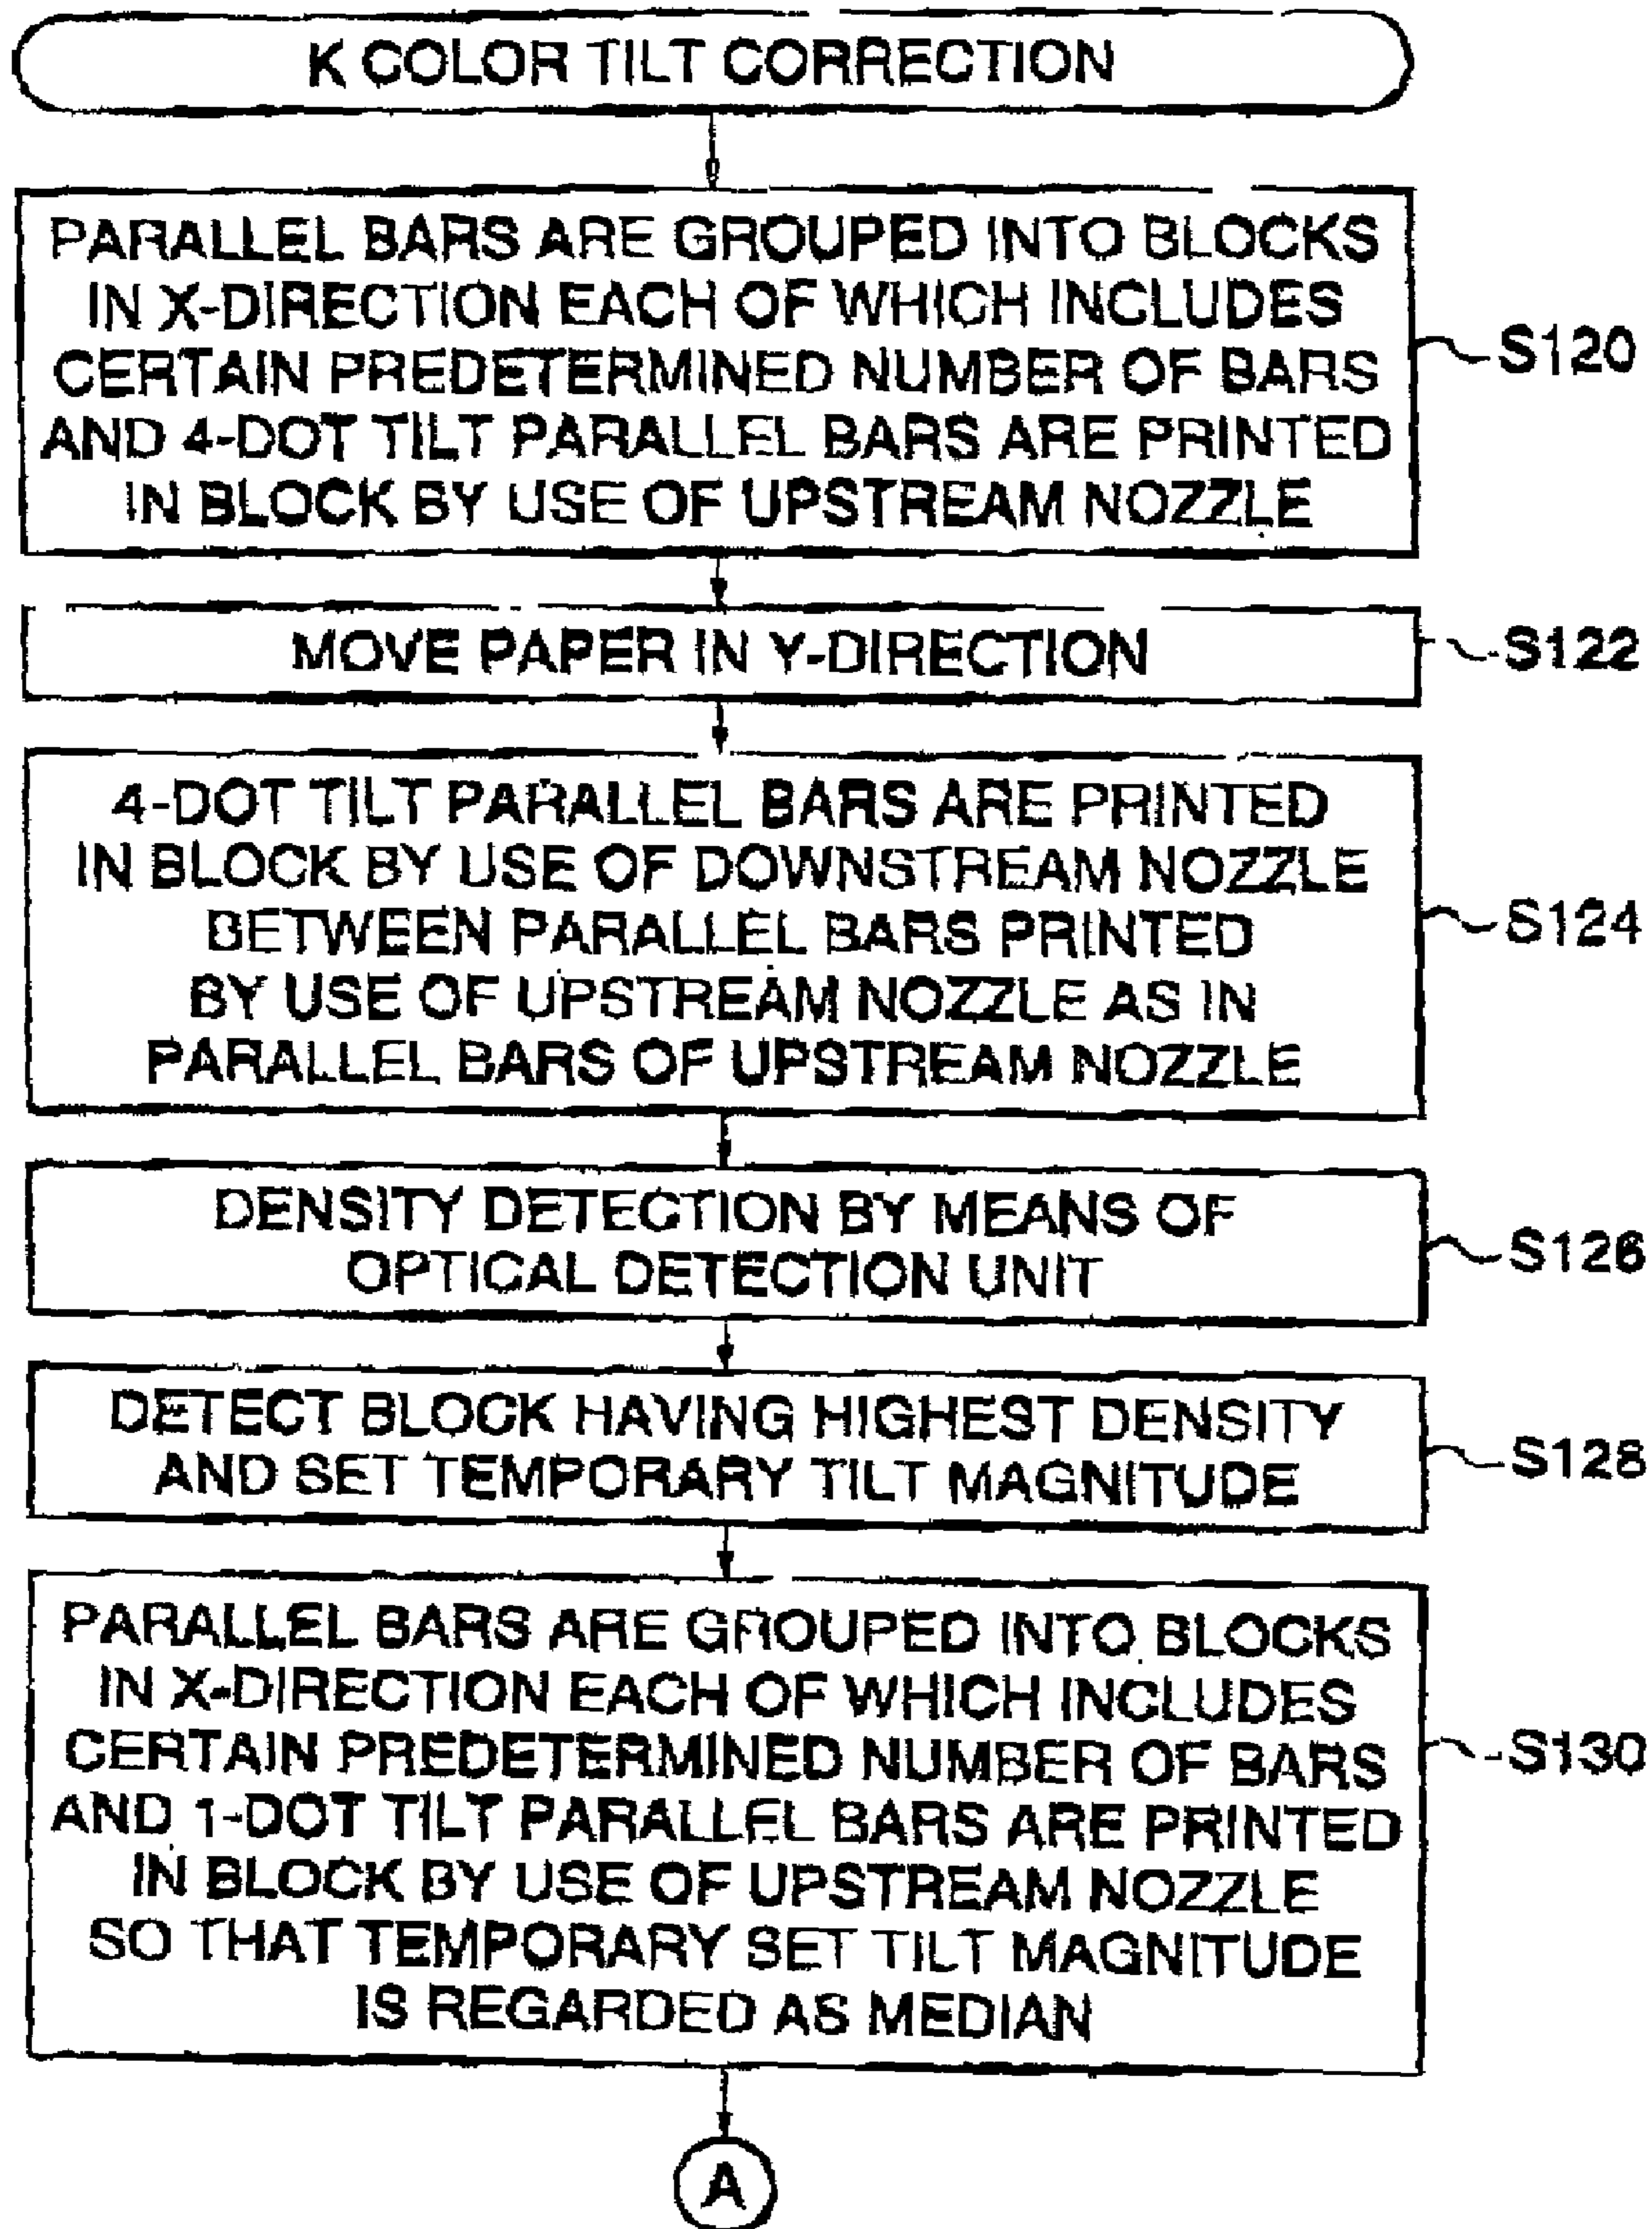 K COLOR TILT CORRECTION
PARALLEL BARS ARE GROUPED INTO BLOCKS
IN X-DIRECTION EACH OF WHICH INCLUDES
CERTAIN PREDETERMINED NUMBER OF BARS
AND 4-DOT TILT PARALLEL BARS ARE PRINTED
IN BLOCK BY USE OF UPSTREAM NOZZLE
S120
MOVE PAPER IN Y-DIRECTION
S122
4-DOT TILT PARALLEL BARS ARE PRINTED
IN BLOCK BY USE OF DOWNSTREAM NOZZLE
BETWEEN PARALLEL BARS PRINTED
BY USE OF UPSTREAM NOZZLE AS IN
PARALLEL BARS OF UPSTREAM NOZZLE
S124
DENSITY DETECTION BY MEANS OF
OPTICAL DETECTION UNIT
S126
DETECT BLOCK HAVING HIGHEST DENSITY
AND SET TEMPORARY TILT MAGNITUDE
S128
PARALLEL BARS ARE GROUPED INTO BLOCKS
IN X-DIRECTION EACH OF WHICH INCLUDES
CERTAIN PREDETERMINED NUMBER OF BARS
AND 1-DOT TILT PARALLEL BARS ARE PRINTED
IN BLOCK BY USE OF UPSTREAM NOZZLE
SO THAT TEMPORARY SET TILT MAGNITUDE
IS REGARDED AS MEDIAN
S130
A